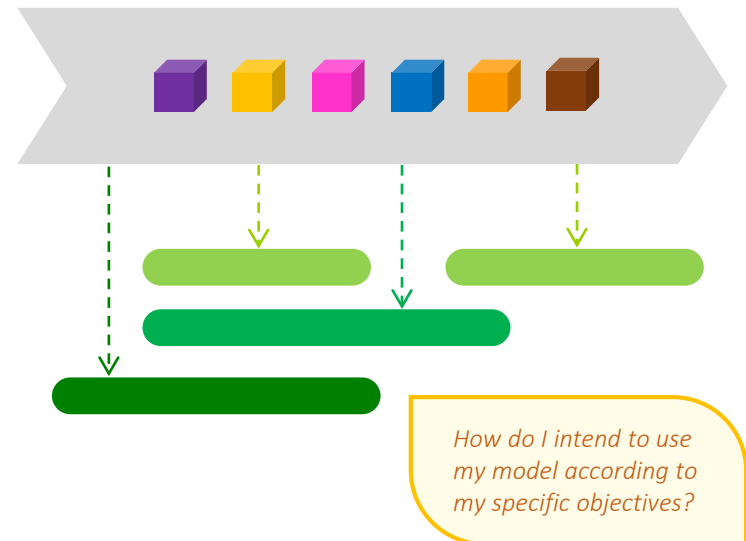 How do I intend to use
my model according to
my specific objectives?